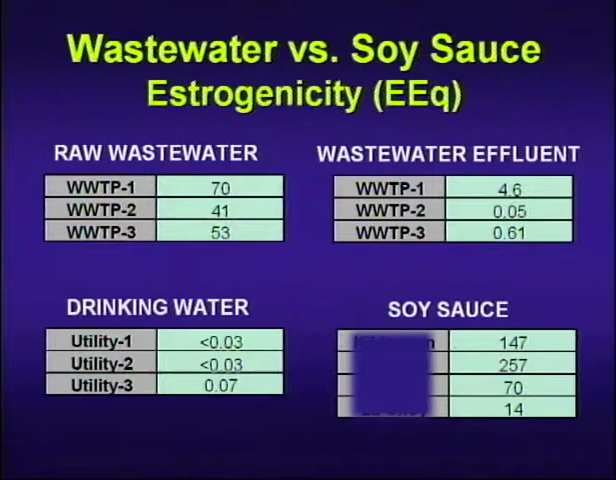 Wastewater vs. Soy Sauce
Estrogenicity (EEq)
RAW WASTEWATER
WWTP-1 70
WWTP-2 41
WWTP-3 53
WASTEWATER EFFLUENT
WWTP-1 4.6
WWTP-2 0.05
WWTP-3 0.61
DRINKING WATER
Utility-1 <0.03
Utility-2 <0.03
Utility-3 0.07
SOY SAUCE
147
257
70
14